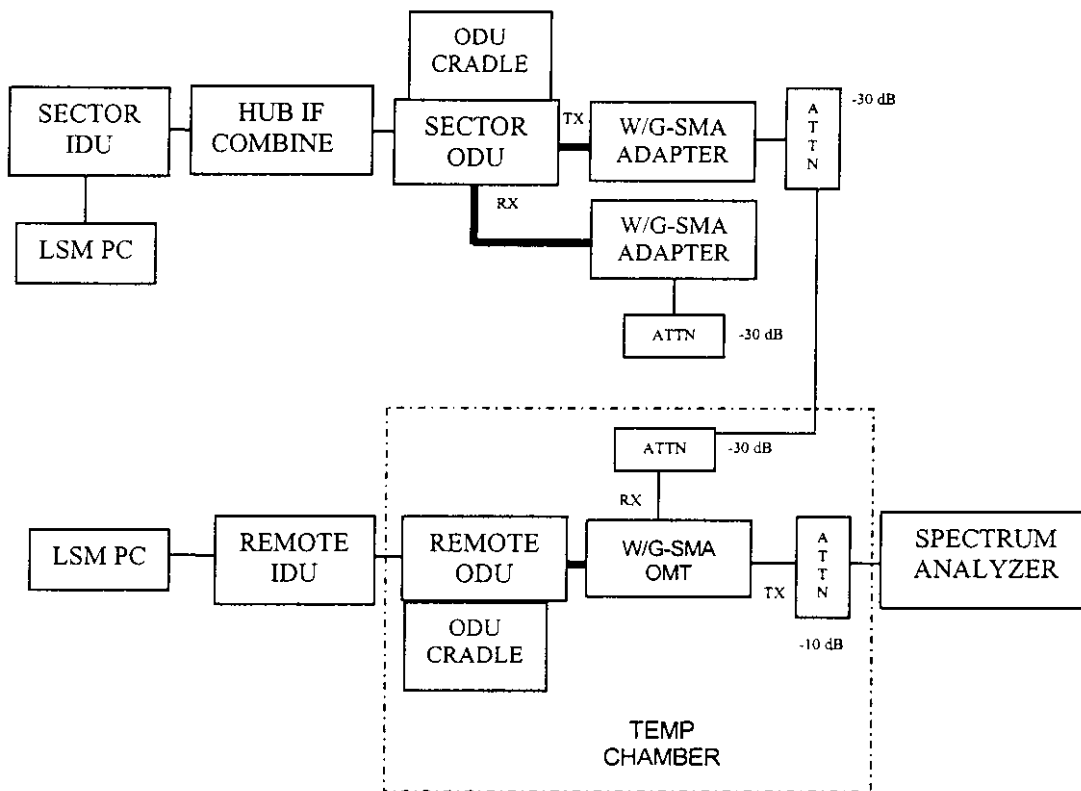 ODU
CRADLE
SECTOR
IDU
HUB IF
COMBINE
SECTOR
ODU
TX
W/G-SMA
ADAPTER
A
T
T
N
-30 dB
RX
LSM PC
W/G-SMA
ADAPTER
ATTN
-30 dB
ATTN
-30 dB
RX
LSM PC
REMOTE
IDU
REMOTE
ODU
W/G-SMA
OMT
TX
A
T
T
N
SPECTRUM
ANALYZER
ODU
CRADLE
-10 dB
TEMP
CHAMBER